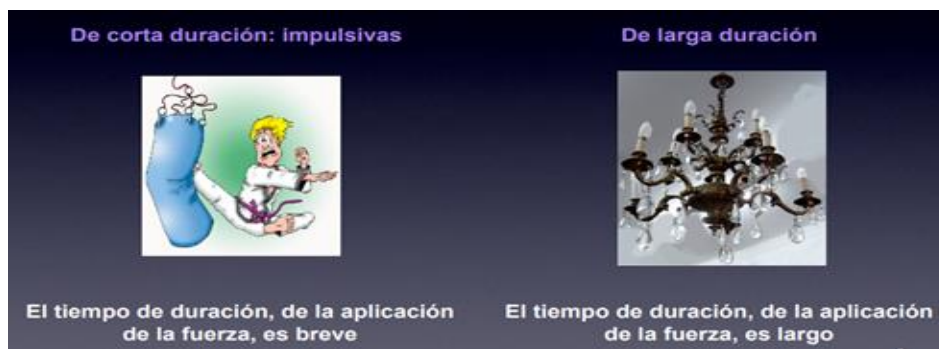 De corta duración: impulsivas
De larga duración
El tiempo de duración, de la aplicación
de la fuerza, es breve
El tiempo de duración, de la aplicación
de la fuerza, es largo